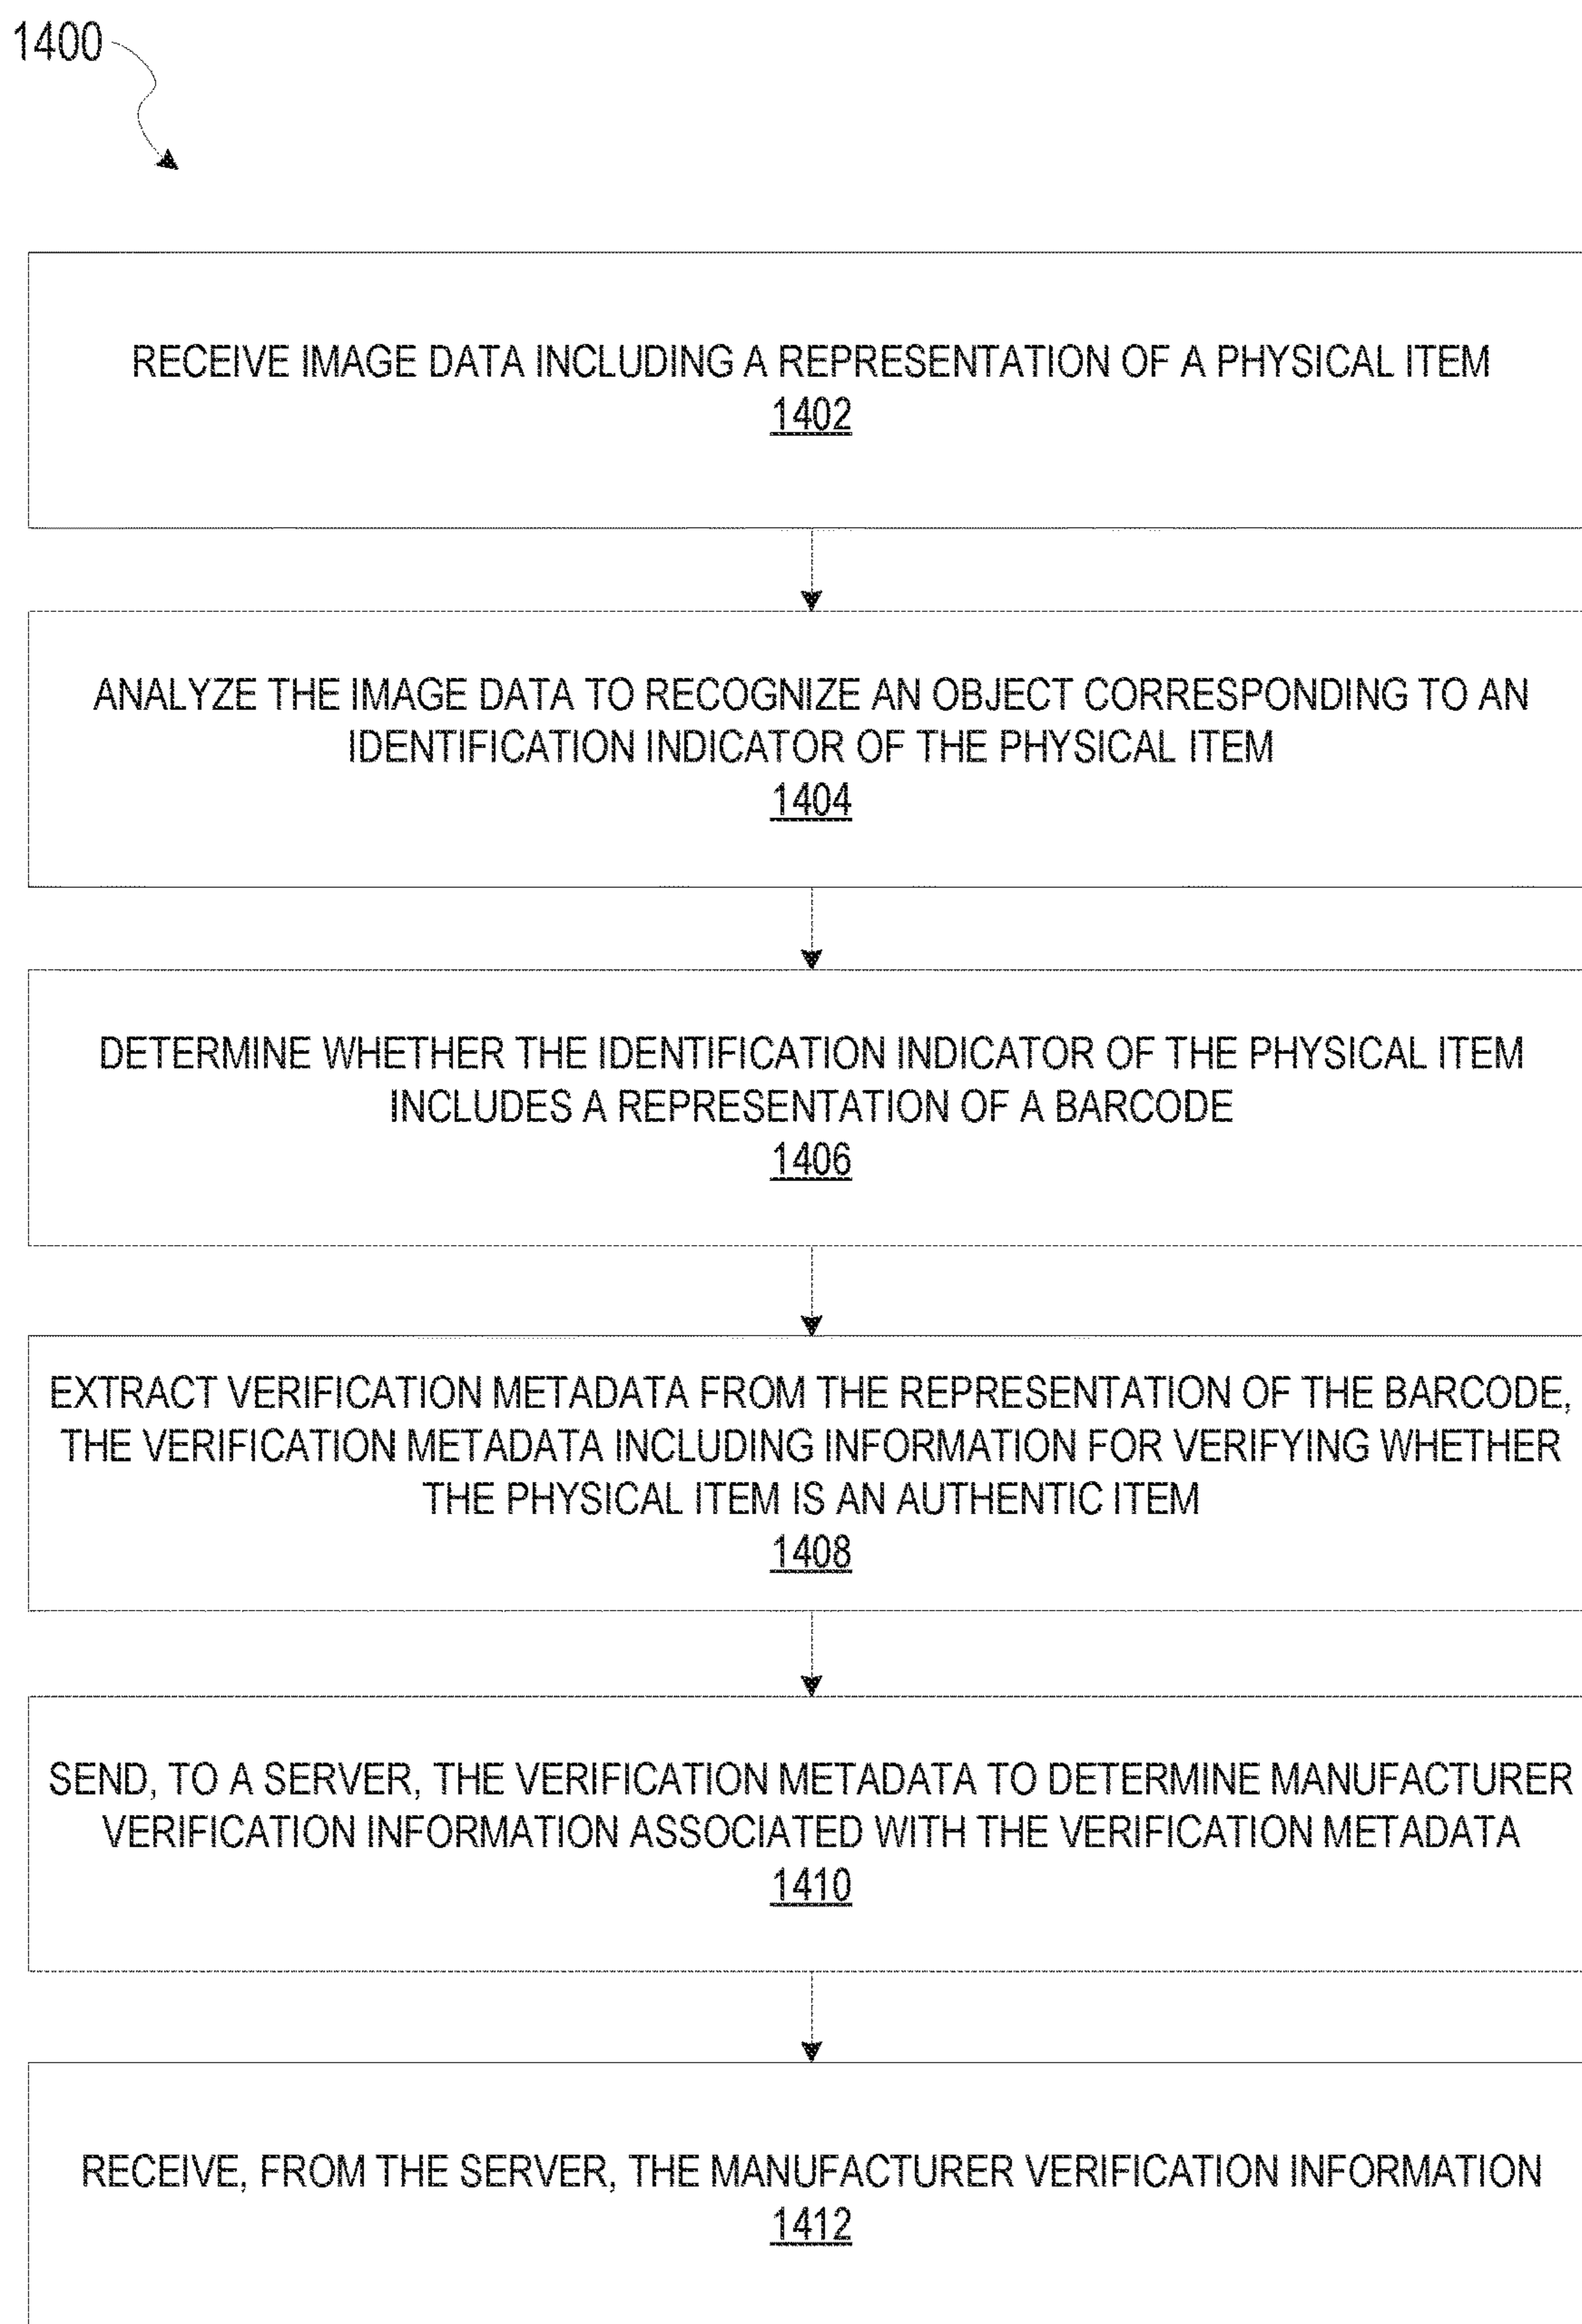 1400
RECEIVE IMAGE DATA INCLUDING A REPRESENTATION OF A PHYSICAL ITEM
1402
ANALYZE THE IMAGE DATA TO RECOGNIZE AN OBJECT CORRESPONDING TO AN
IDENTIFICATION INDICATOR OF THE PHYSICAL ITEM
1404
DETERMINE WHETHER THE IDENTIFICATION INDICATOR OF THE PHYSICAL ITEM
INCLUDES A REPRESENTATION OF A BARCODE
1406
EXTRACT VERIFICATION METADATA FROM THE REPRESENTATION OF THE BARCODE,
THE VERIFICATION METADATA INCLUDING INFORMATION FOR VERIFYING WHETHER
THE PHYSICAL ITEM IS AN AUTHENTIC ITEM
1408
SEND, TO A SERVER, THE VERIFICATION METADATA TO DETERMINE MANUFACTURER
VERIFICATION INFORMATION ASSOCIATED WITH THE VERIFICATION METADATA
1410
RECEIVE, FROM THE SERVER, THE MANUFACTURER VERIFICATION INFORMATION
1412